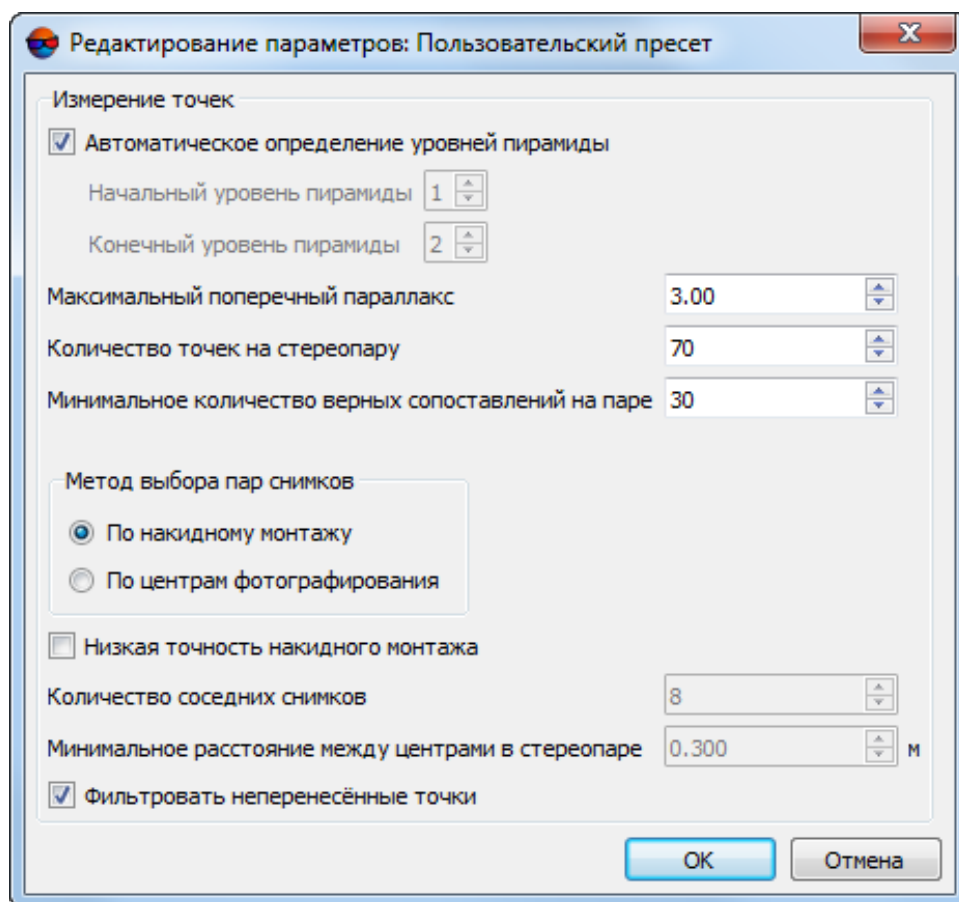 Редактирование параметров: Пользовательский пресет
Измерение точек
Автоматическое определение уровней пирамиды
Начальный уровень пирамиды 1
Конечный уровень пирамиды 2
Максимальный поперечный параллакс 3.00
Количество точек на стереопару 70
Минимальное количество верных сопоставлений на паре 30
Метод выбора пар снимков
По накидному монтажу
По центрам фотографирования
Низкая точность накидного монтажа
Количество соседних снимков 8
Минимальное расстояние между центрами в стереопаре 0.300 м
Фильтровать неперенесённые точки
OK Отмена